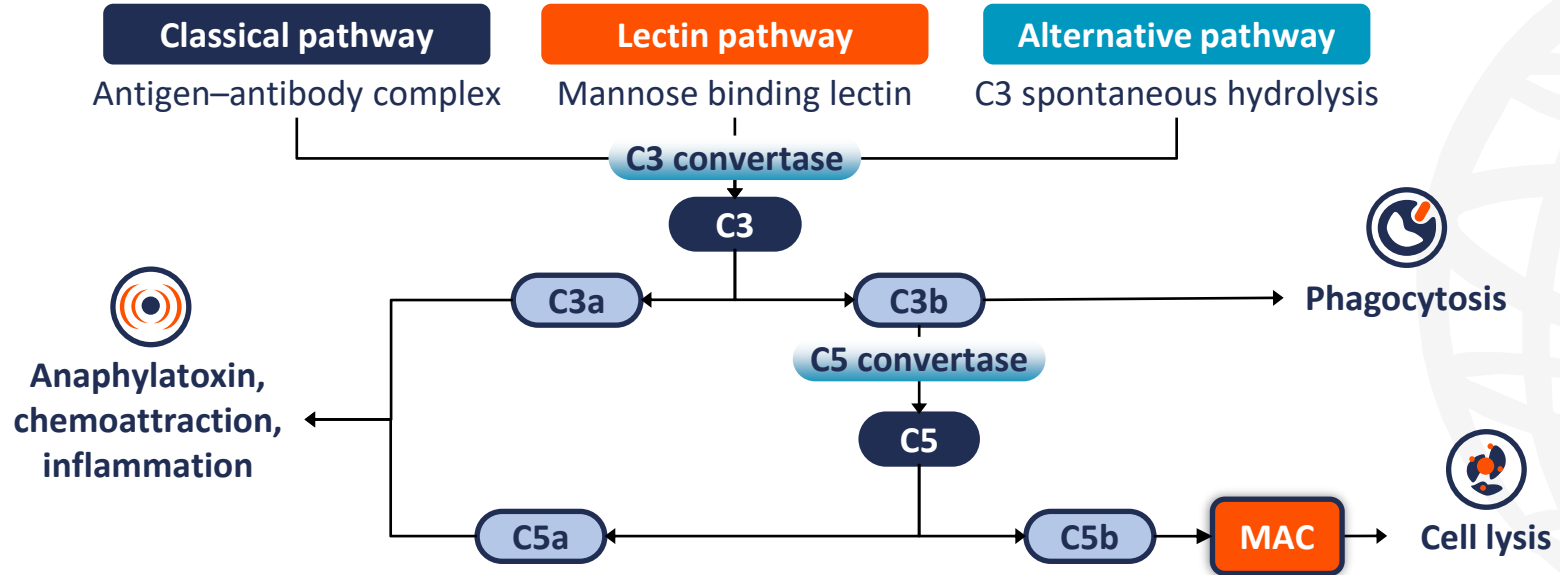 Classical pathway
Lectin pathway
Alternative pathway
Antigen–antibody complex
Mannose binding lectin
C3 spontaneous hydrolysis
C3 convertase
C3
C3a
C3b
Phagocytosis
C5 convertase
Anaphylatoxin,
chemoattraction,
inflammation
C5
C5a
C5b
MAC
Cell lysis